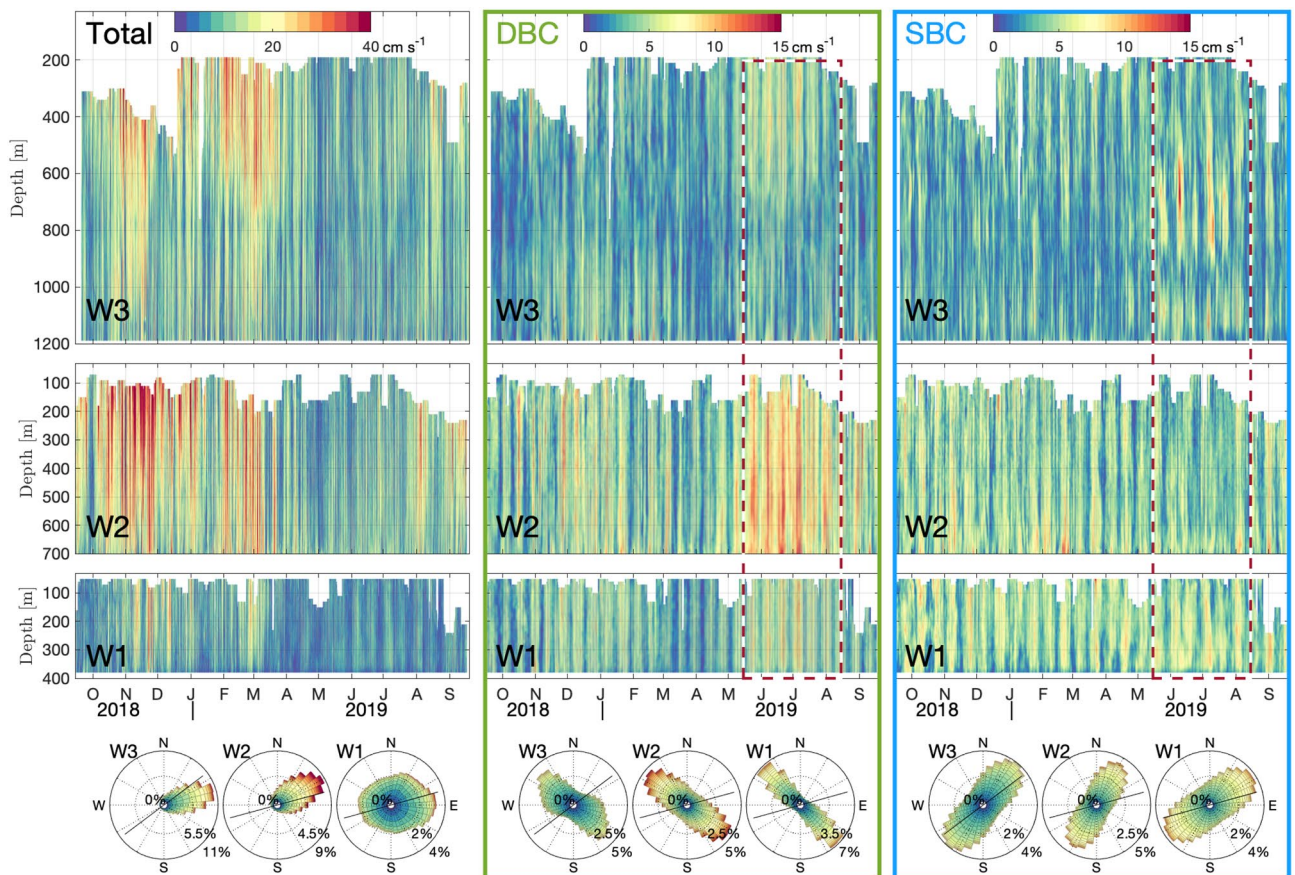 Total
0 20 40 cm s⁻¹
DBC
0 5 10 15 cm s⁻¹
SBC
0 5 10 15 cm s⁻¹
Depth [m]
200
400
600
800
1000
1200
W3
W3
W3
Depth [m]
100
200
300
400
500
600
700
W2
W2
W2
Depth [m]
100
200
300
400
W1
W1
W1
O N D J F M A M J J A S
2018 | 2019
O N D J F M A M J J A S
2018 | 2019
O N D J F M A M J J A S
2018 | 2019
W3 N W2 N W1 N
W 0% 0% 0% E
5.5% 4.5% 2%
11% 9% 4%
S S S
W3 N W2 N W1 N
W 0% 0% 0% E
2.5% 2.5% 3.5%
5% 5% 7%
S S S
W3 N W2 N W1 N
W 0% 0% 0% E
2% 2.5% 2%
4% 5% 4%
S S S